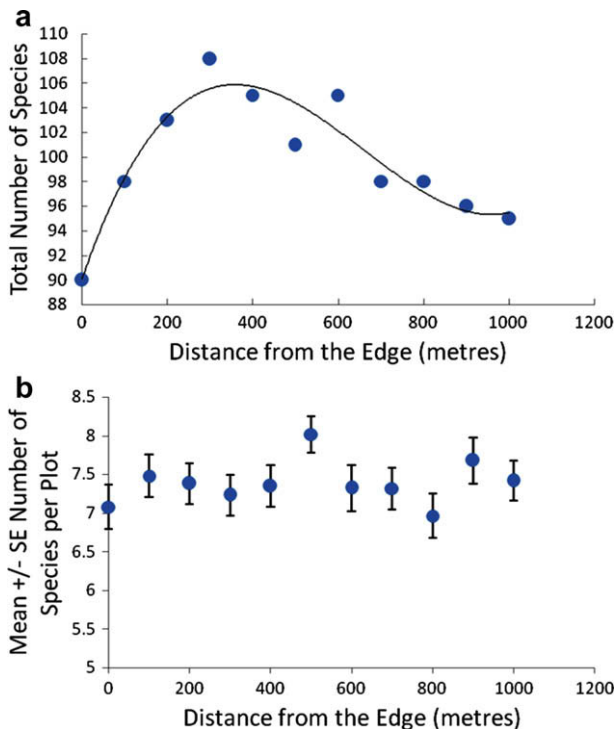 a
Total Number of Species
110
108
106
104
102
100
98
96
94
92
90
88
0 200 400 600 800 1000 1200
Distance from the Edge (metres)
b
Mean +/- SE Number of
Species per Plot
8.5
8
7.5
7
6.5
6
5.5
5
0 200 400 600 800 1000 1200
Distance from the Edge (metres)